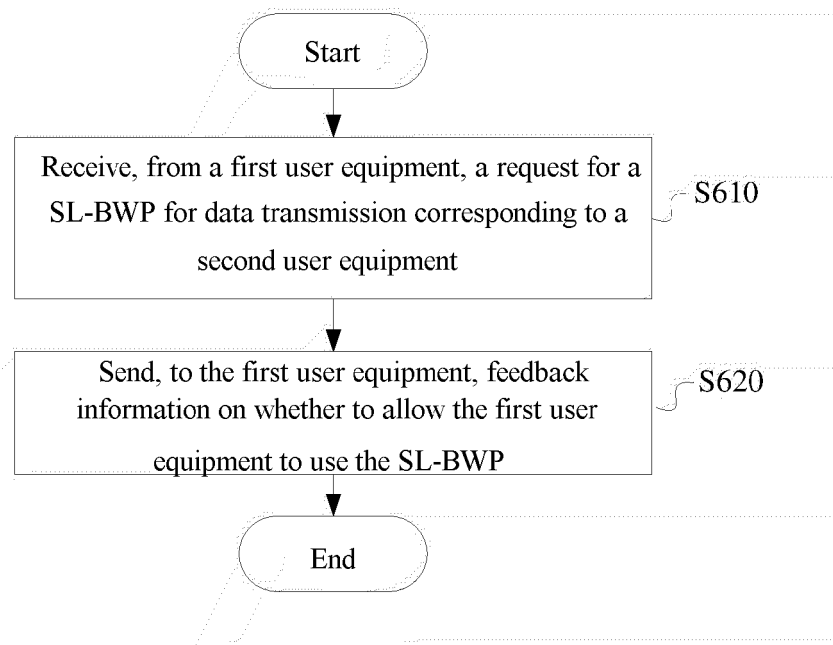 Start
Receive, from a first user equipment, a request for a
SL-BWP for data transmission corresponding to a
second user equipment
S610
Send, to the first user equipment, feedback
information on whether to allow the first user
equipment to use the SL-BWP
S620
End